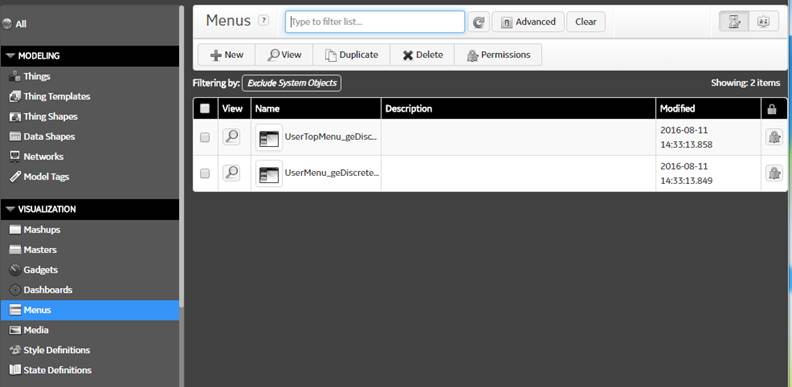 All
MODELING
Things
Thing Templates
Thing Shapes
Data Shapes
Networks
Model Tags
VISUALIZATION
Mashups
Masters
Gadgets
Dashboards
Menus
Media
Style Definitions
State Definitions
Menus ? Type to filter list... Advanced Clear
New View Duplicate Delete Permissions
Filtering by: Exclude System Objects Showing: 2 items
View Name Description Modified
UserTopMenu_geDisc... 2016-08-11
14:33:13.858
UserMenu_geDiscrete... 2016-08-11
14:33:13.849